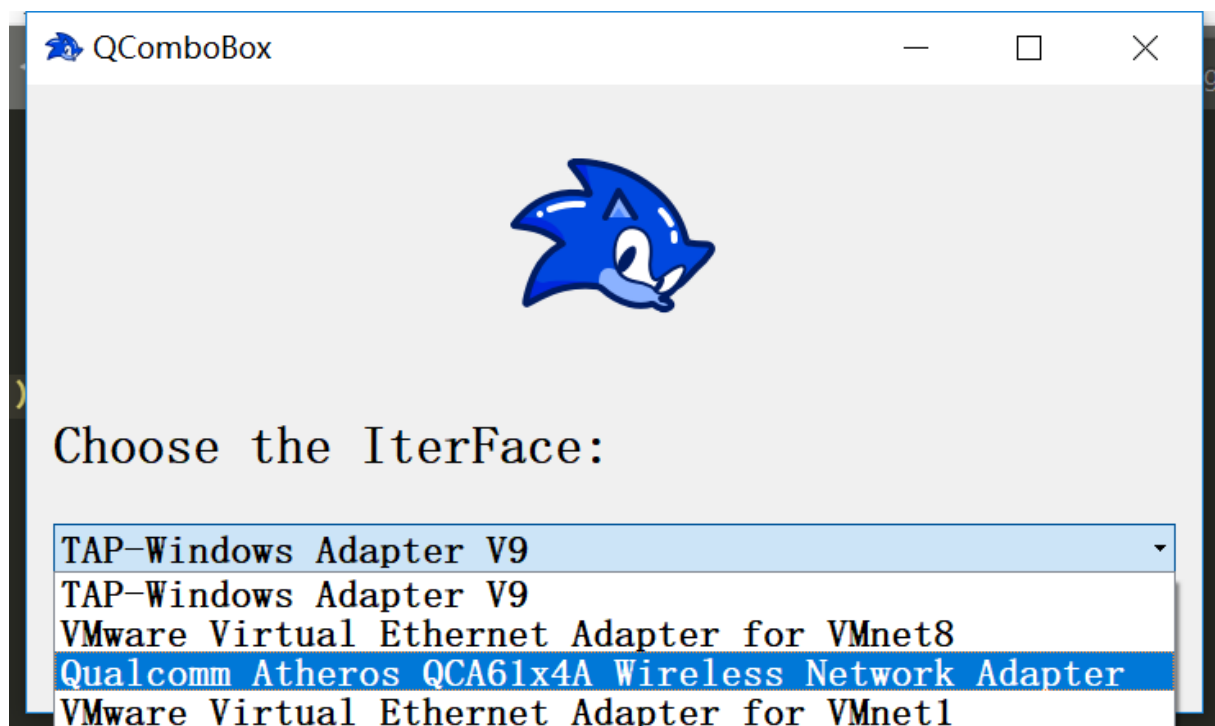 QComboBox
Choose the IterFace:
TAP-Windows Adapter V9
TAP-Windows Adapter V9
VMware Virtual Ethernet Adapter for VMnet8
Qualcomm Atheros QCA61x4A Wireless Network Adapter
VMware Virtual Ethernet Adapter for VMnet1